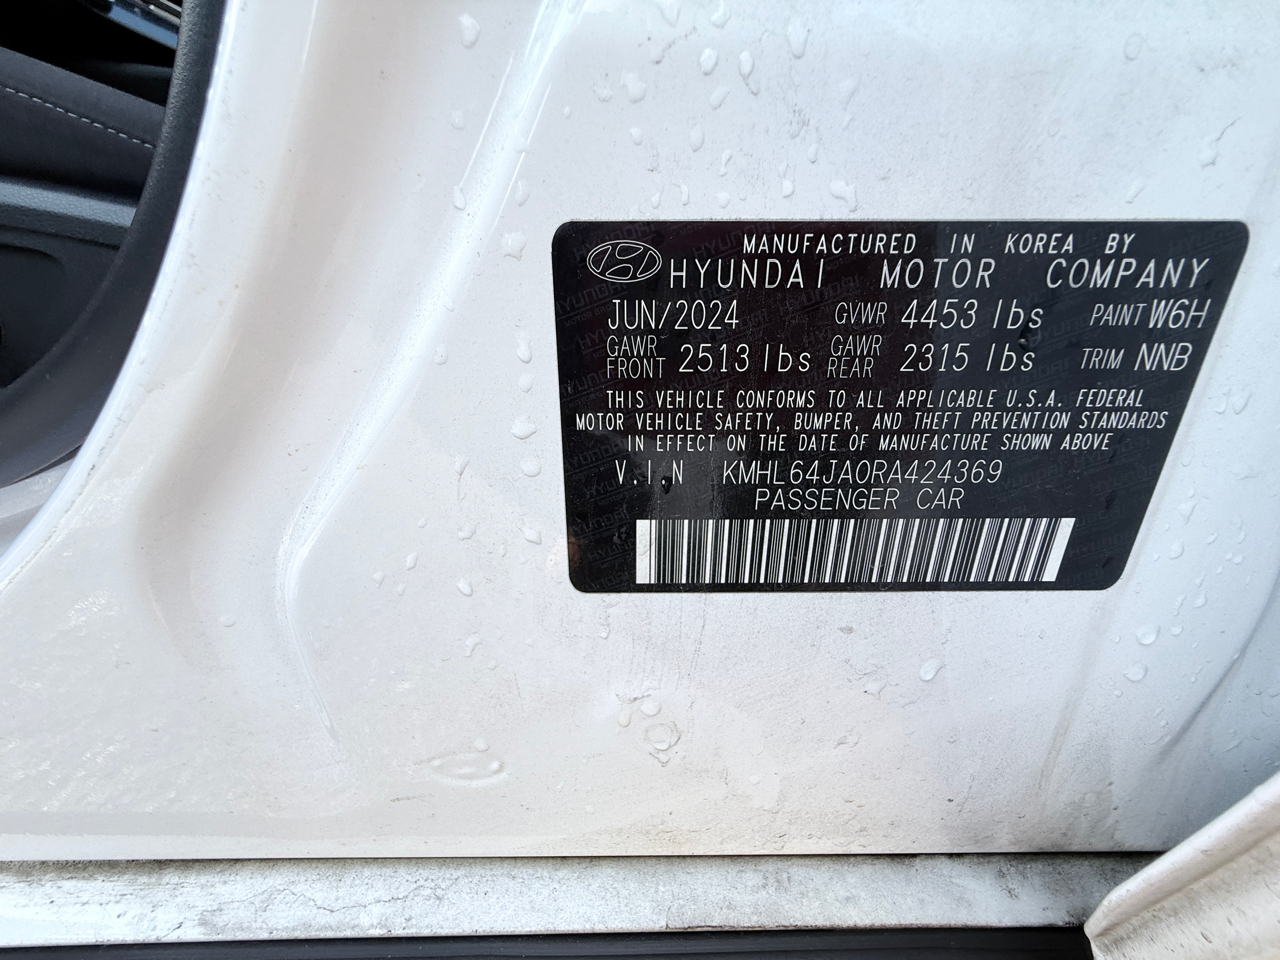 MANUFACTURED IN KOREA BY
HYUNDAI MOTOR COMPANY
JUN/2024 GVWR 4453 lbs PAINT W6H
GAWR FRONT 2513 lbs GAWR REAR 2315 lbs TRIM NNB
THIS VEHICLE CONFORMS TO ALL APPLICABLE U.S.A. FEDERAL
MOTOR VEHICLE SAFETY, BUMPER, AND THEFT PREVENTION STANDARDS
IN EFFECT ON THE DATE OF MANUFACTURE SHOWN ABOVE
V.I.N KMHL64JA0RA424369
PASSENGER CAR